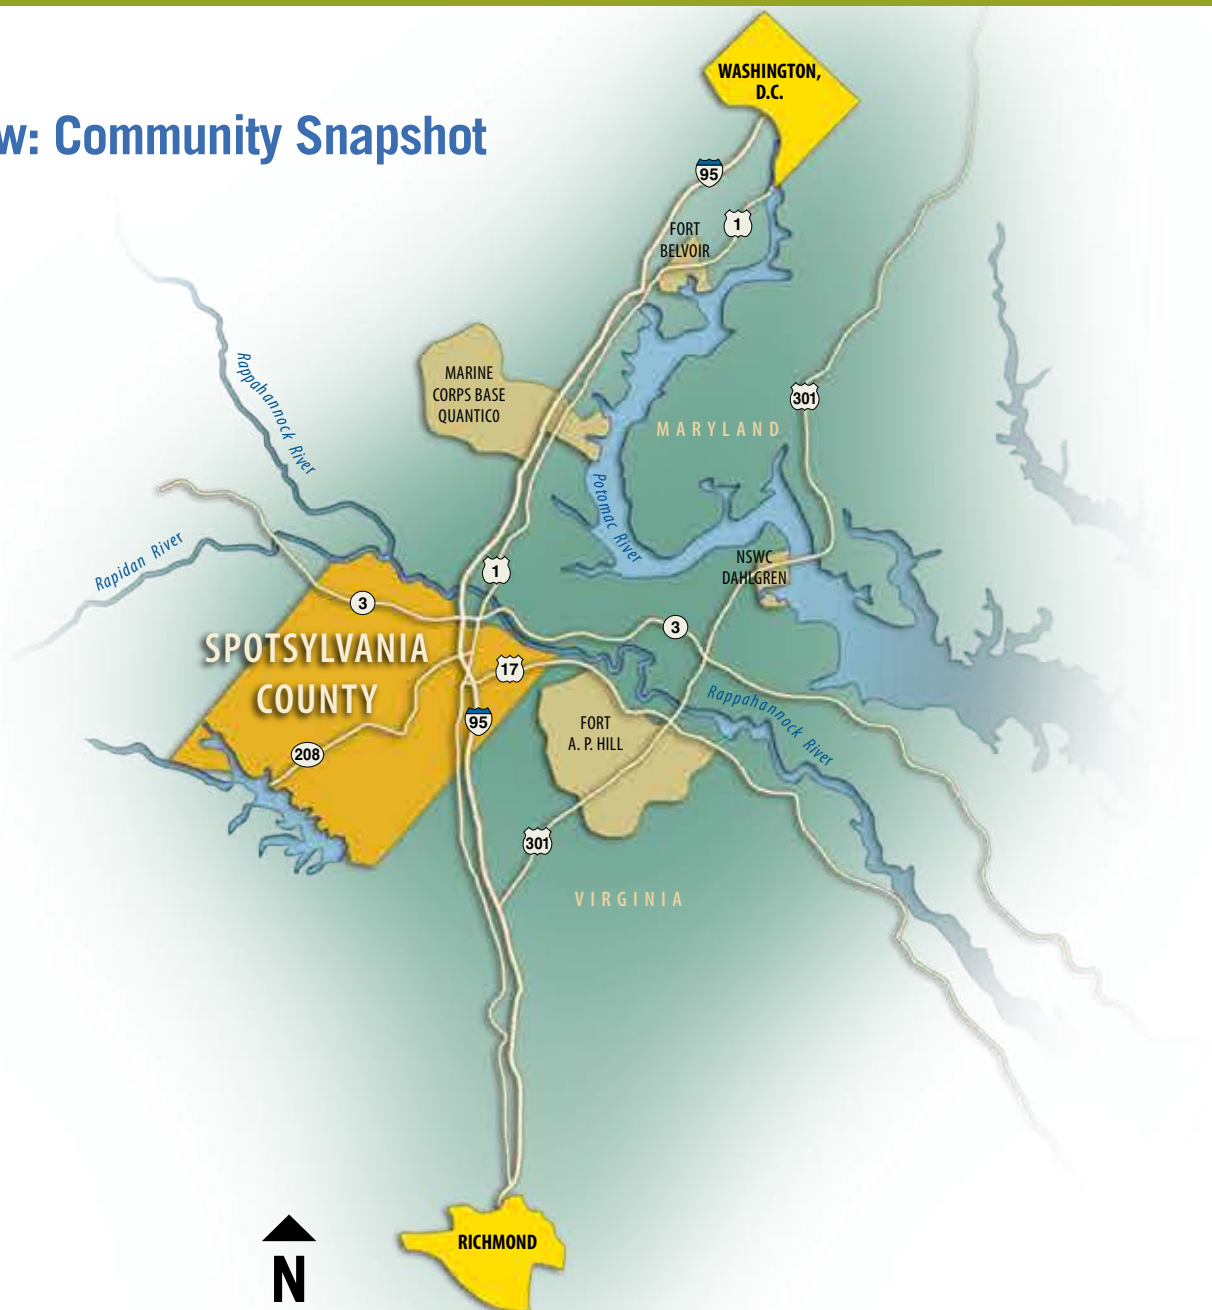 w: Community Snapshot
WASHINGTON,
D.C.
95
1
FORT
BELVOIR
Rappahannock River
MARINE
CORPS BASE
QUANTICO
301
MARYLAND
Potomac River
Rapidan River
NSWC
DAHLGREN
1
3
3
SPOTSYLVANIA
COUNTY
17
95
208
FORT
A. P. HILL
Rappahannock River
301
VIRGINIA
RICHMOND
N